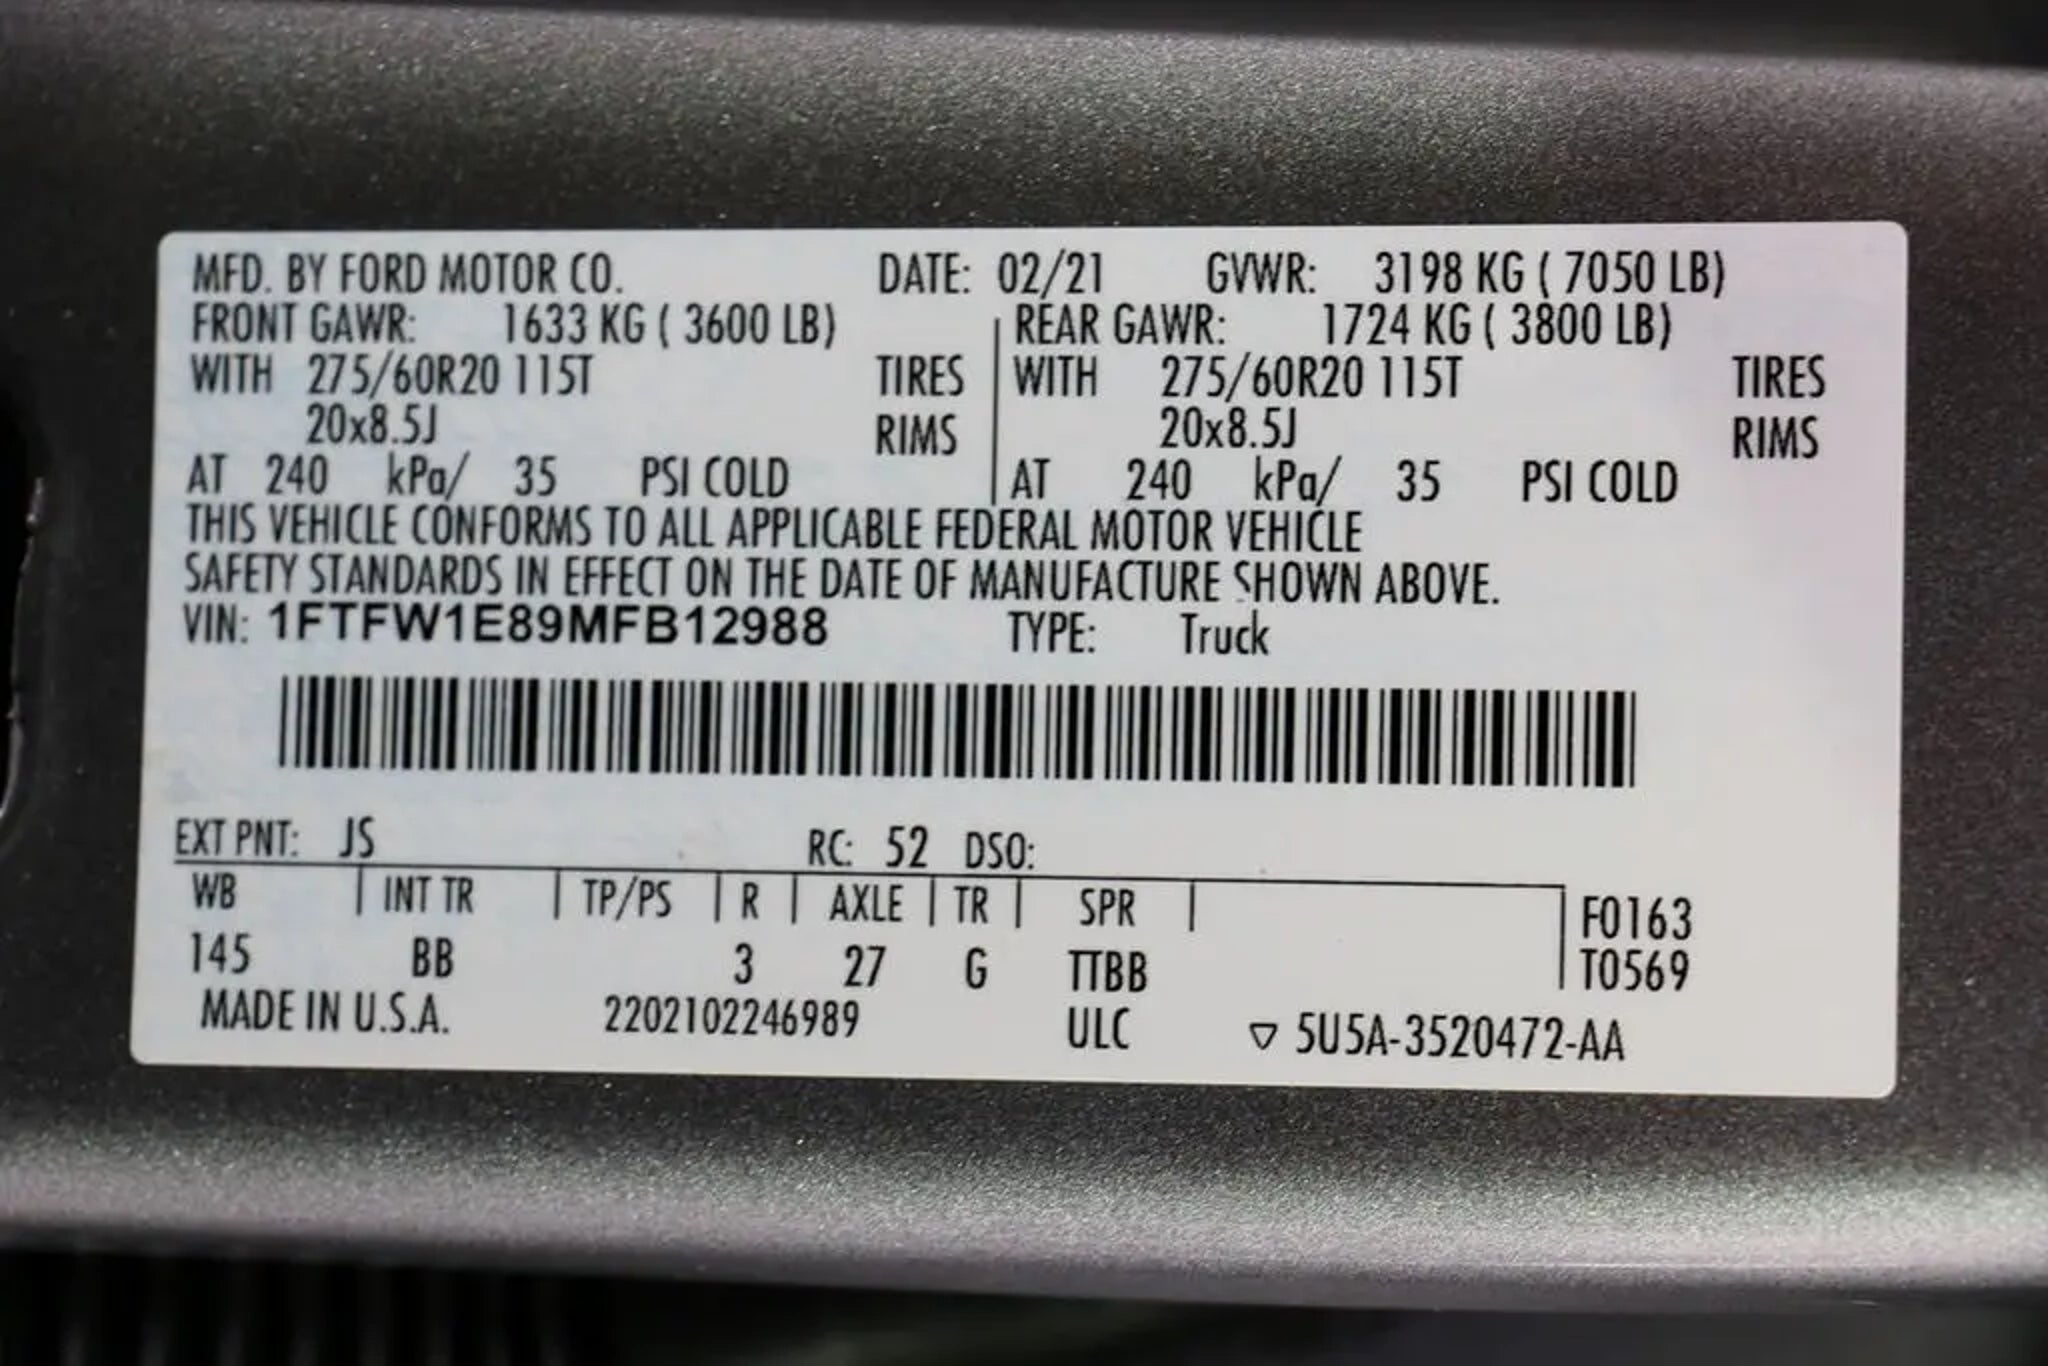 MFD. BY FORD MOTOR CO. DATE: 02/21 GVWR: 3198 KG ( 7050 LB)
FRONT GAWR: 1633 KG ( 3600 LB) REAR GAWR: 1724 KG ( 3800 LB)
WITH 275/60R20 115T TIRES WITH 275/60R20 115T TIRES
20x8.5J RIMS 20x8.5J RIMS
AT 240 kPa/ 35 PSI COLD AT 240 kPa/ 35 PSI COLD
THIS VEHICLE CONFORMS TO ALL APPLICABLE FEDERAL MOTOR VEHICLE
SAFETY STANDARDS IN EFFECT ON THE DATE OF MANUFACTURE SHOWN ABOVE.
VIN: 1FTFW1E89MFB12988 TYPE: Truck
EXT PNT: JS RC: 52 DSO:
WB INT TR TP/PS R AXLE TR SPR F0163
145 BB 3 27 G TTBB T0569
MADE IN U.S.A. 2202102246989 ULC ▽ 5U5A-3520472-AA